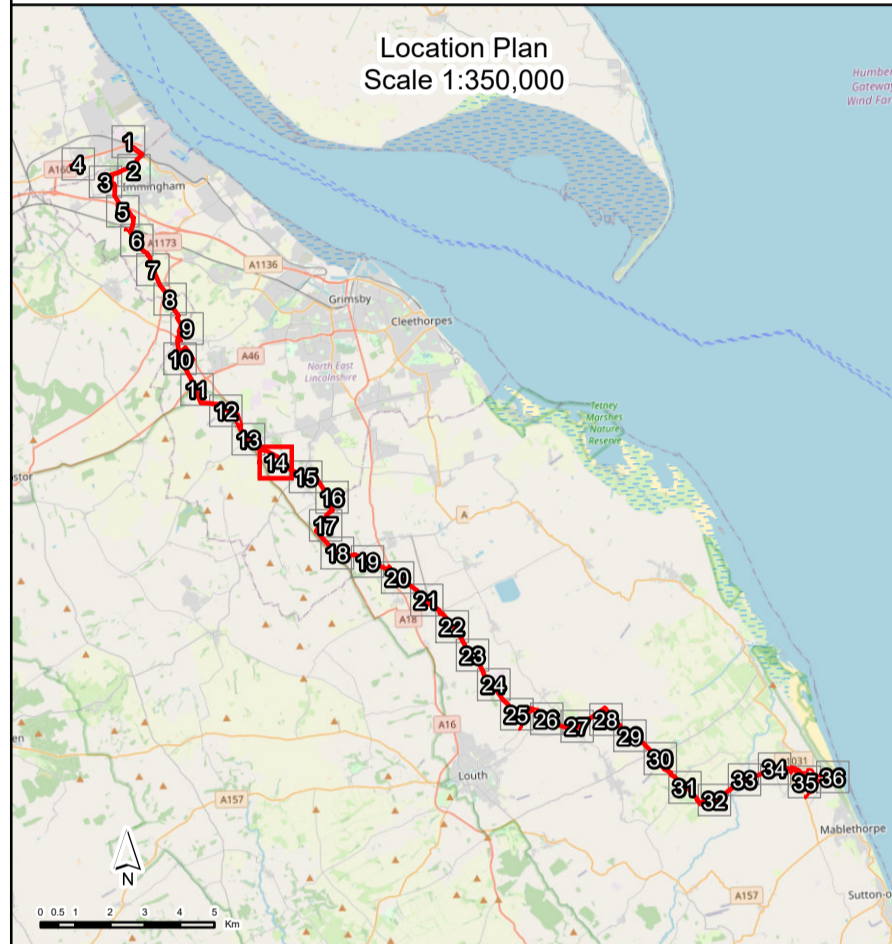 Location Plan
Scale 1:350,000
Humber
Gateway
Wind Far
1
4
A160
2
3
Immingham
5
6
A1173
7
A1136
8
Grimsby
9
Cleethorpes
10
A46
North East
Lincolnshire
11
12
Tetney
Marshes
Nature
Reserve
13
14
stor
15
16
A
17
18
19
20
21
A18
22
23
24
25
26
27
28
A16
29
en
30
Louth
1031
34
33
35
36
31
A157
32
Mablethorpe
N
A157
Sutton-o
0 0.5 1 2 3 4 5
Km